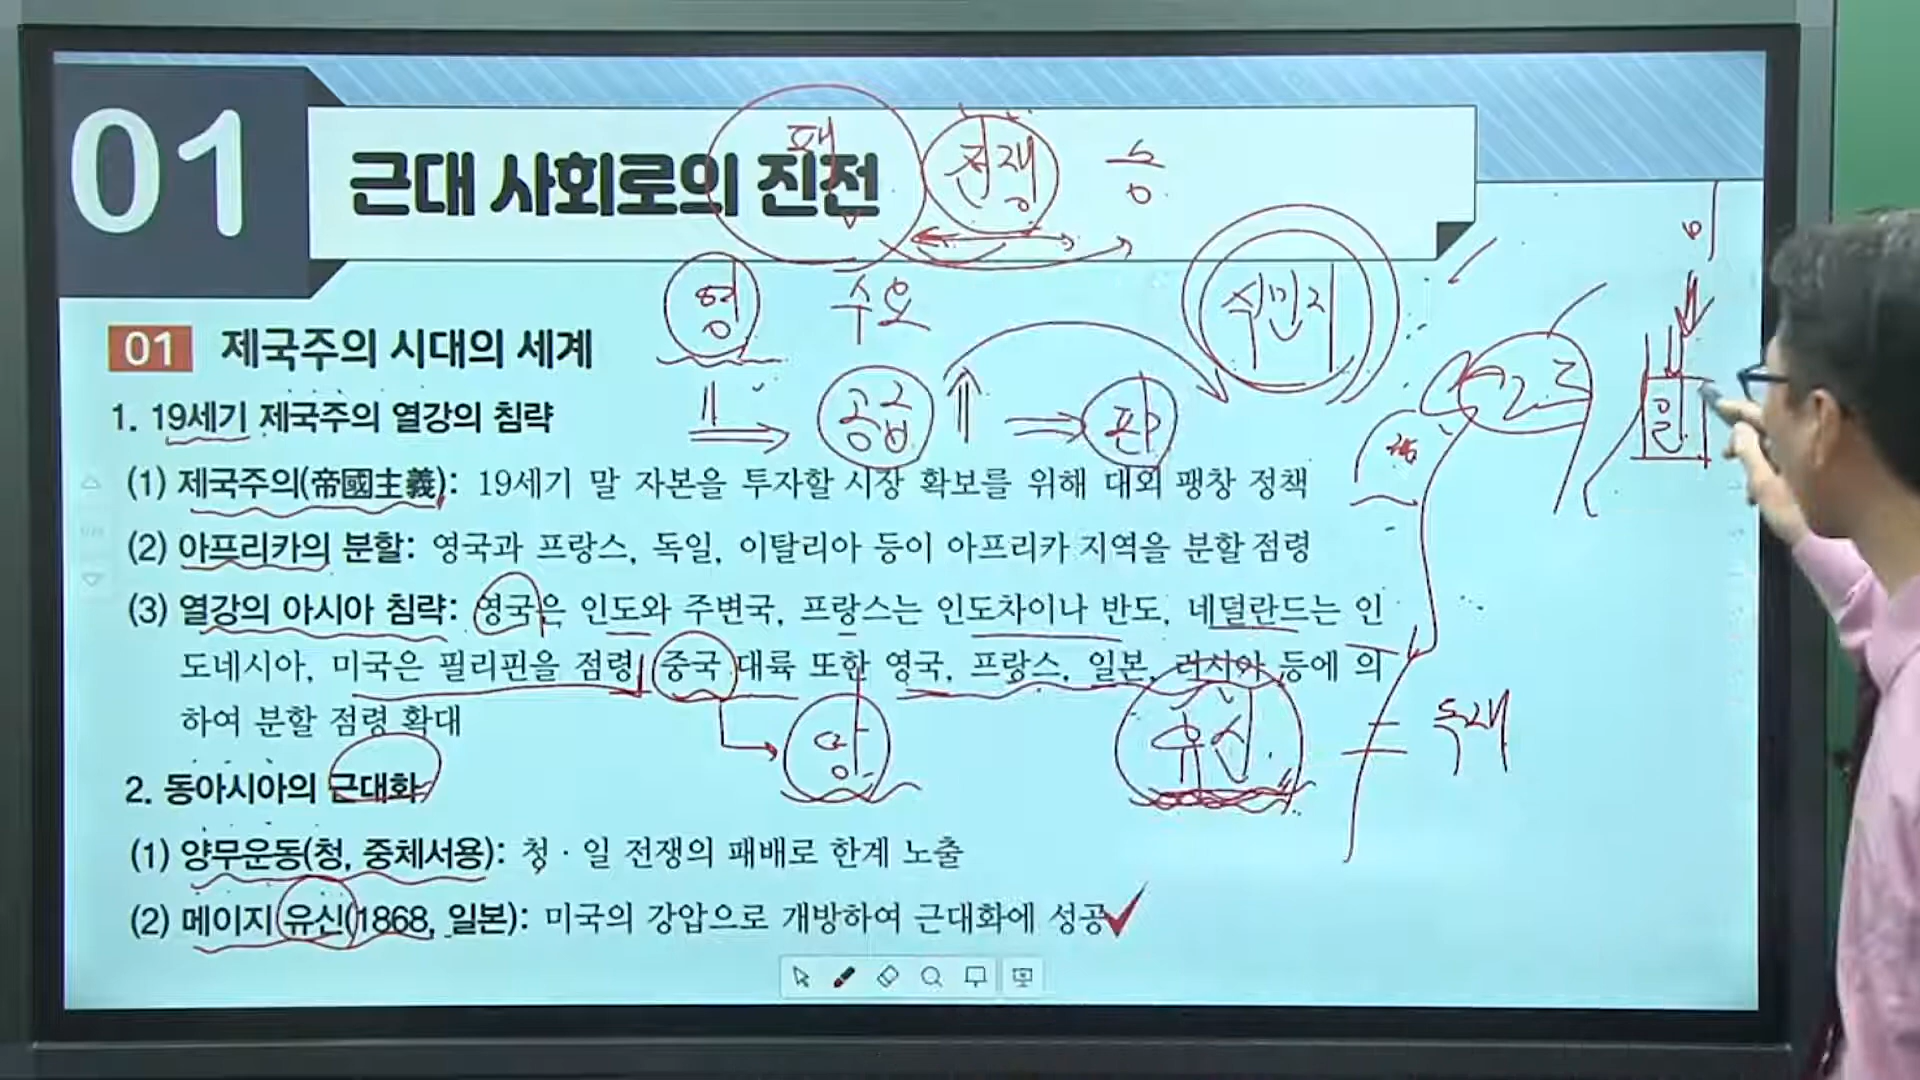 01
근대 사회로의 진전
패 전쟁 승
영 수요 식민지 미
공급 판 일
01 제국주의 시대의 세계
1. 19세기 제국주의 열강의 침략
(1) 제국주의(帝國主義): 19세기 말 자본을 투자할 시장 확보를 위해 대외 팽창 정책
(2) 아프리카의 분할: 영국과 프랑스, 독일, 이탈리아 등이 아프리카 지역을 분할 점령
(3) 열강의 아시아 침략: 영국은 인도와 주변국, 프랑스는 인도차이나 반도, 네덜란드는 인
도네시아, 미국은 필리핀을 점령 중국 대륙 또한 영국, 프랑스, 일본, 러시아 등에 의
하여 분할 점령 확대
양 유신
2. 동아시아의 근대화
(1) 양무운동(청, 중체서용): 청·일 전쟁의 패배로 한계 노출
(2) 메이지 유신(1868, 일본): 미국의 강압으로 개방하여 근대화에 성공